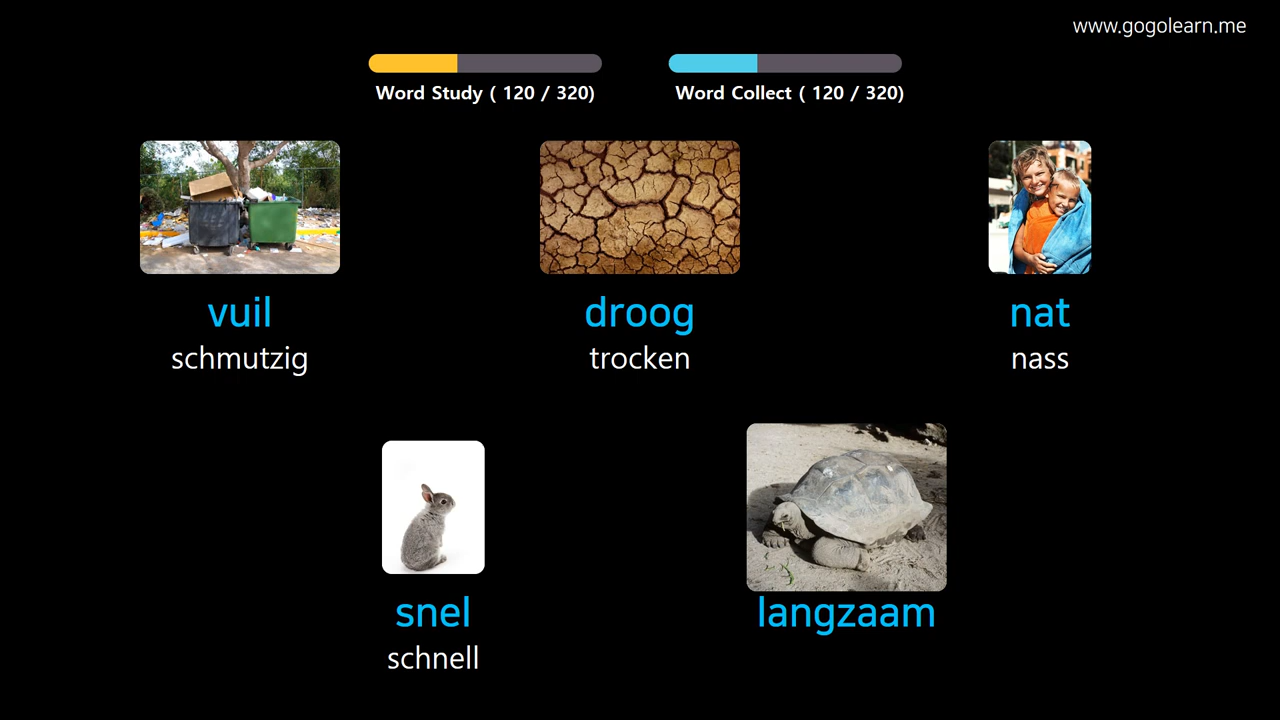 www.gogolearn.me
Word Study ( 120 / 320)
Word Collect ( 120 / 320)
vuil
schmutzig
droog
trocken
nat
nass
snel
schnell
langzaam